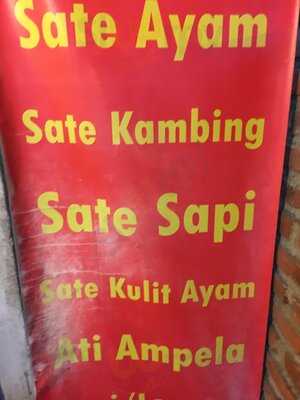 Sate Ayam
Sate Kambing
Sate Sapi
Sate Kulit Ayam
Ati Ampela